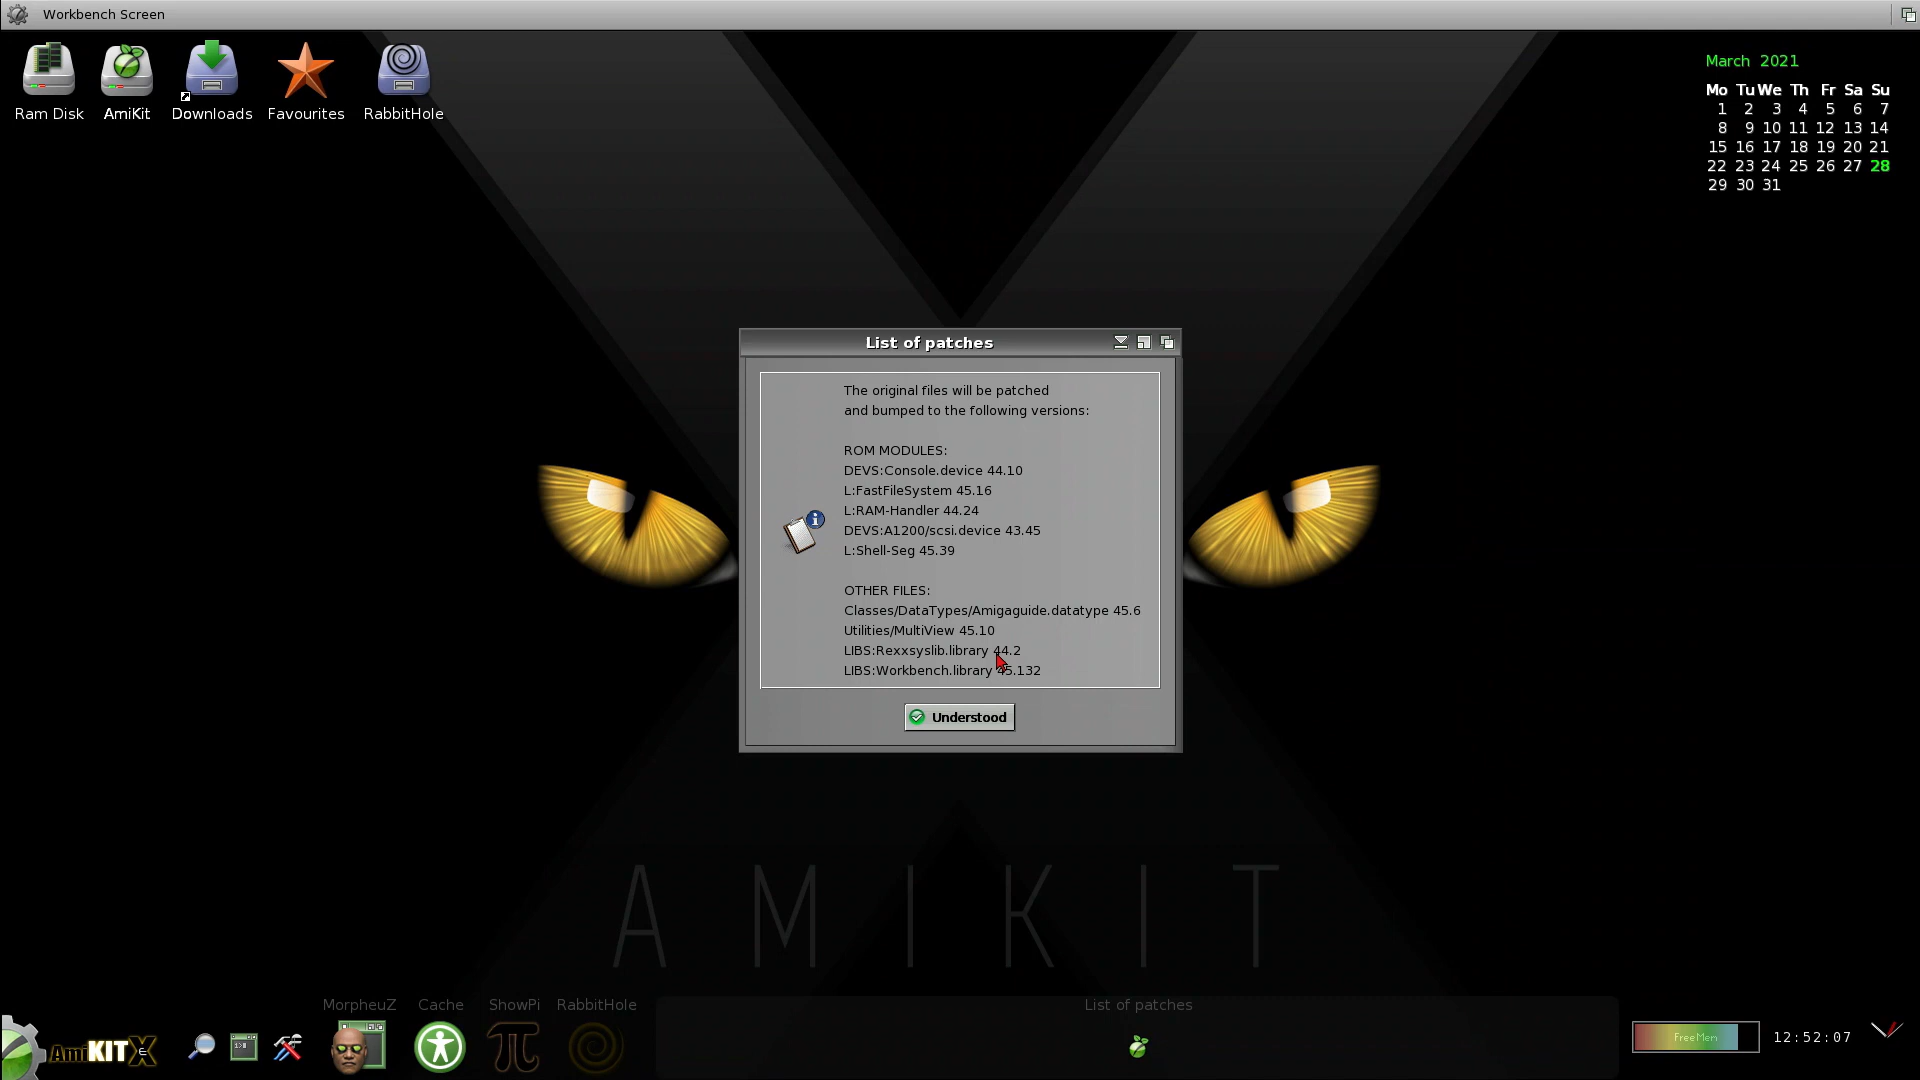 Workbench Screen
Ram Disk
AmiKit
Downloads
Favourites
RabbitHole
March 2021
Mo Tu We Th Fr Sa Su
1 2 3 4 5 6 7
8 9 10 11 12 13 14
15 16 17 18 19 20 21
22 23 24 25 26 27 28
29 30 31
List of patches
The original files will be patched
and bumped to the following versions:
ROM MODULES:
DEVS:Console.device 44.10
L:FastFileSystem 45.16
L:RAM-Handler 44.24
DEVS:A1200/scsi.device 43.45
L:Shell-Seg 45.39
OTHER FILES:
Classes/DataTypes/Amigaguide.datatype 45.6
Utilities/MultiView 45.10
LIBS:Rexxsyslib.library 44.2
LIBS:Workbench.library 45.132
Understood
AMIKIT
MorpheuZ
Cache
ShowPi
RabbitHole
List of patches
AmiKIT X
FreeMem
12:52:07